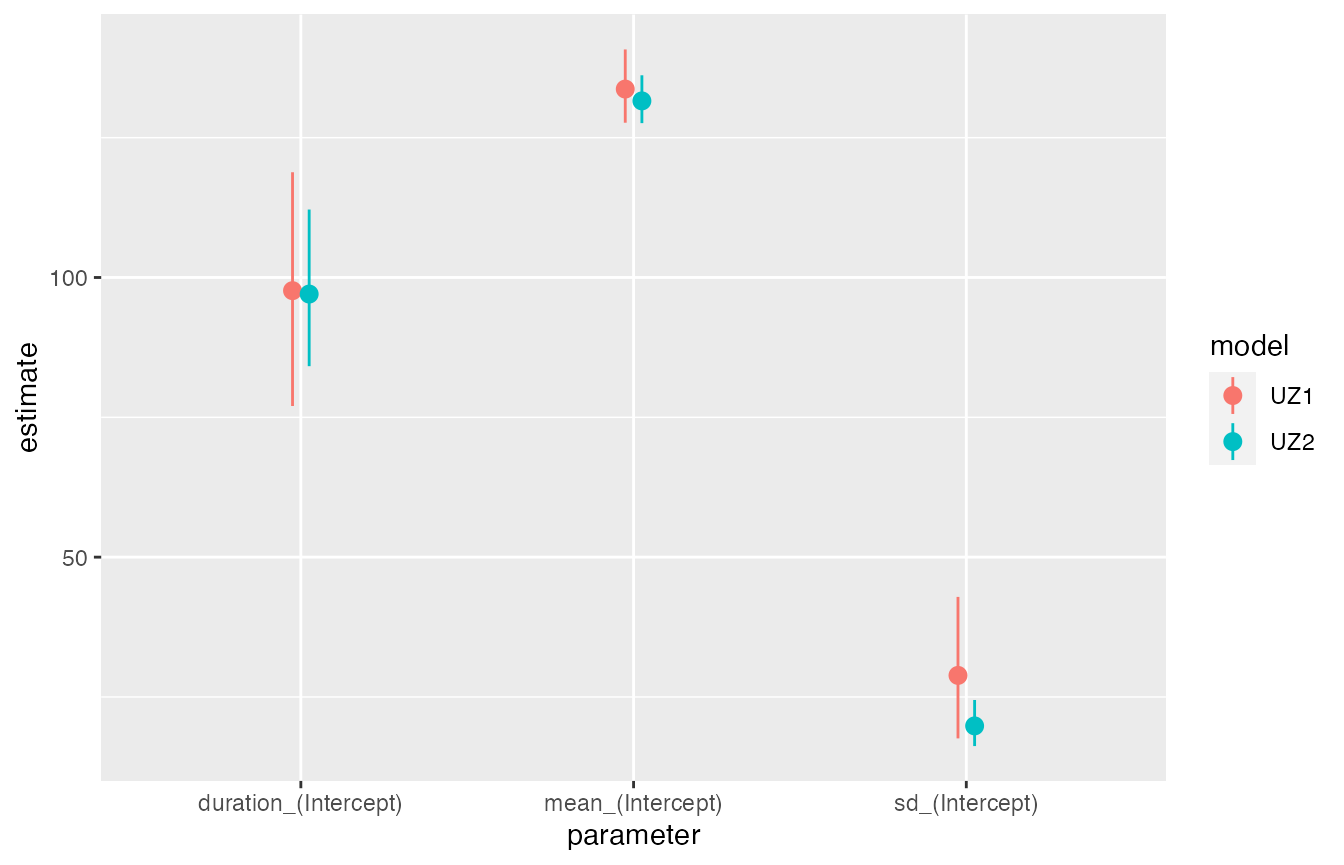 estimate
100
50
duration_(Intercept)
mean_(Intercept)
sd_(Intercept)
parameter
model
UZ1
UZ2